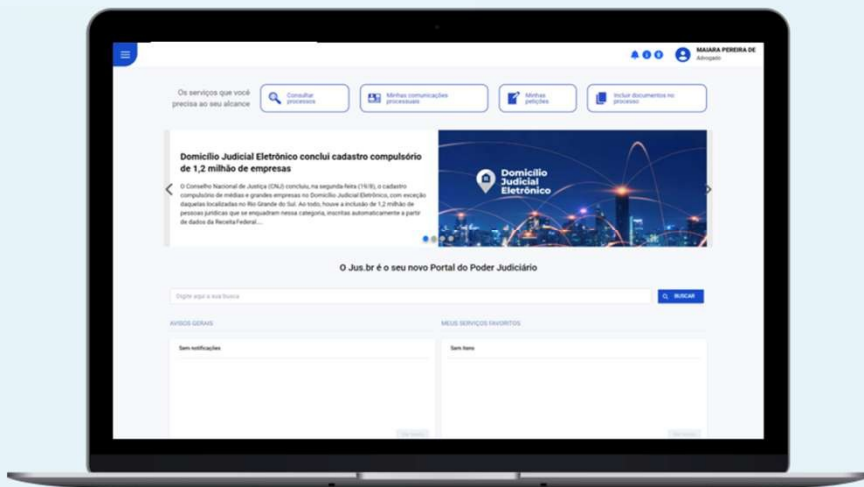 MAIARA PEREIRA DE
Advogado
Os serviços que você
precisa ao seu alcance
Consultar
processos
Minhas comunicações
processuais
Minhas
petições
Incluir documentos no
processo
Domicílio Judicial Eletrônico conclui cadastro compulsório
de 1,2 milhão de empresas
O Conselho Nacional de Justiça (CNJ) concluiu, na segunda-feira (19/8), o cadastro
compulsório de médias e grandes empresas no Domicílio Judicial Eletrônico, com exceção
daquelas localizadas no Rio Grande do Sul. Ao todo, houve a inclusão de 1,2 milhão de
pessoas jurídicas que se enquadram nessa categoria, inscritas automaticamente a partir
de dados da Receita Federal....
Domicílio
Judicial
Eletrônico
O Jus.br é o seu novo Portal do Poder Judiciário
Digite aqui a sua busca
BUSCAR
AVISOS GERAIS
MEUS SERVIÇOS FAVORITOS
Sem notificações
Sem itens